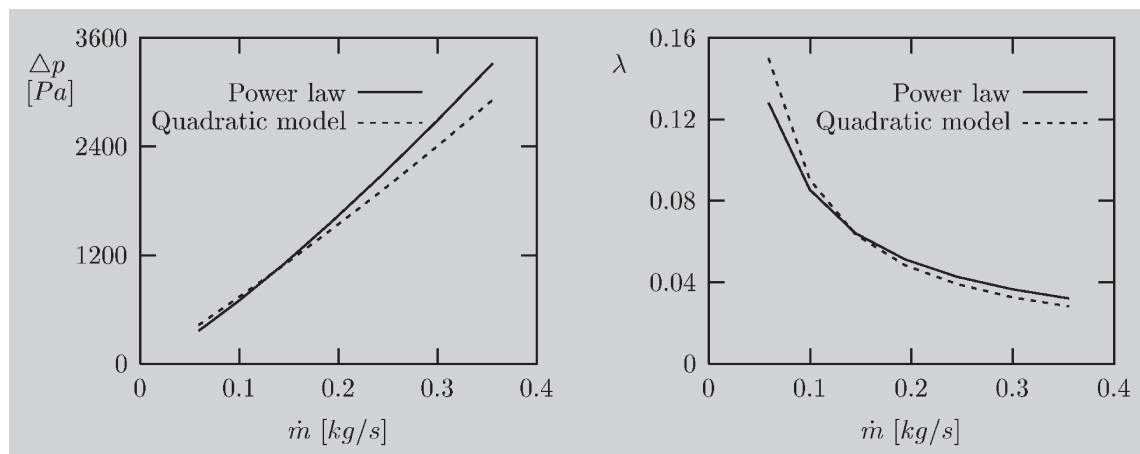 3600
△p
[Pa]
Power law
Quadratic model
2400
1200
0
0 0.1 0.2 0.3 0.4
ṁ [kg/s]
0.16
λ
Power law
0.12
Quadratic model
0.08
0.04
0
0 0.1 0.2 0.3 0.4
ṁ [kg/s]